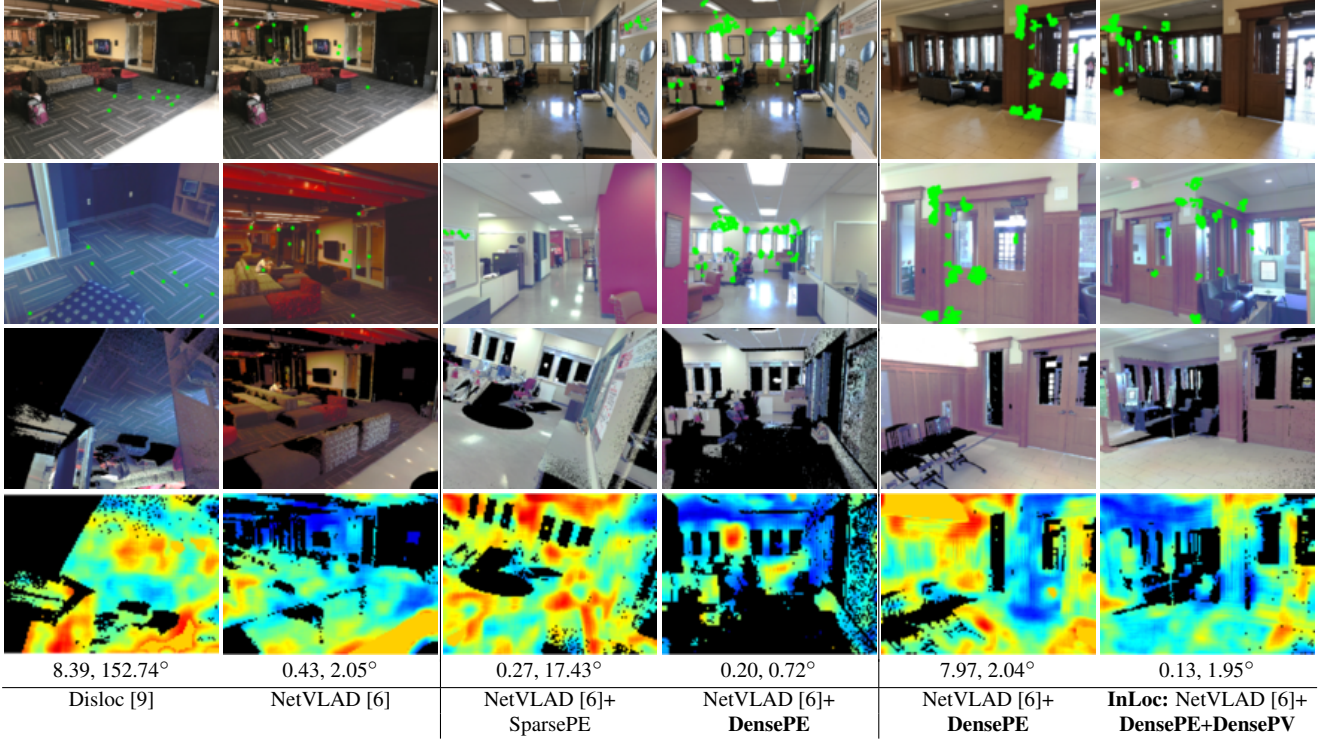 8.39, 152.74°
0.43, 2.05°
0.27, 17.43°
0.20, 0.72°
7.97, 2.04°
0.13, 1.95°
Disloc [9]
NetVLAD [6]
NetVLAD [6]+
SparsePE
NetVLAD [6]+
DensePE
NetVLAD [6]+
DensePE
InLoc: NetVLAD [6]+
DensePE+DensePV